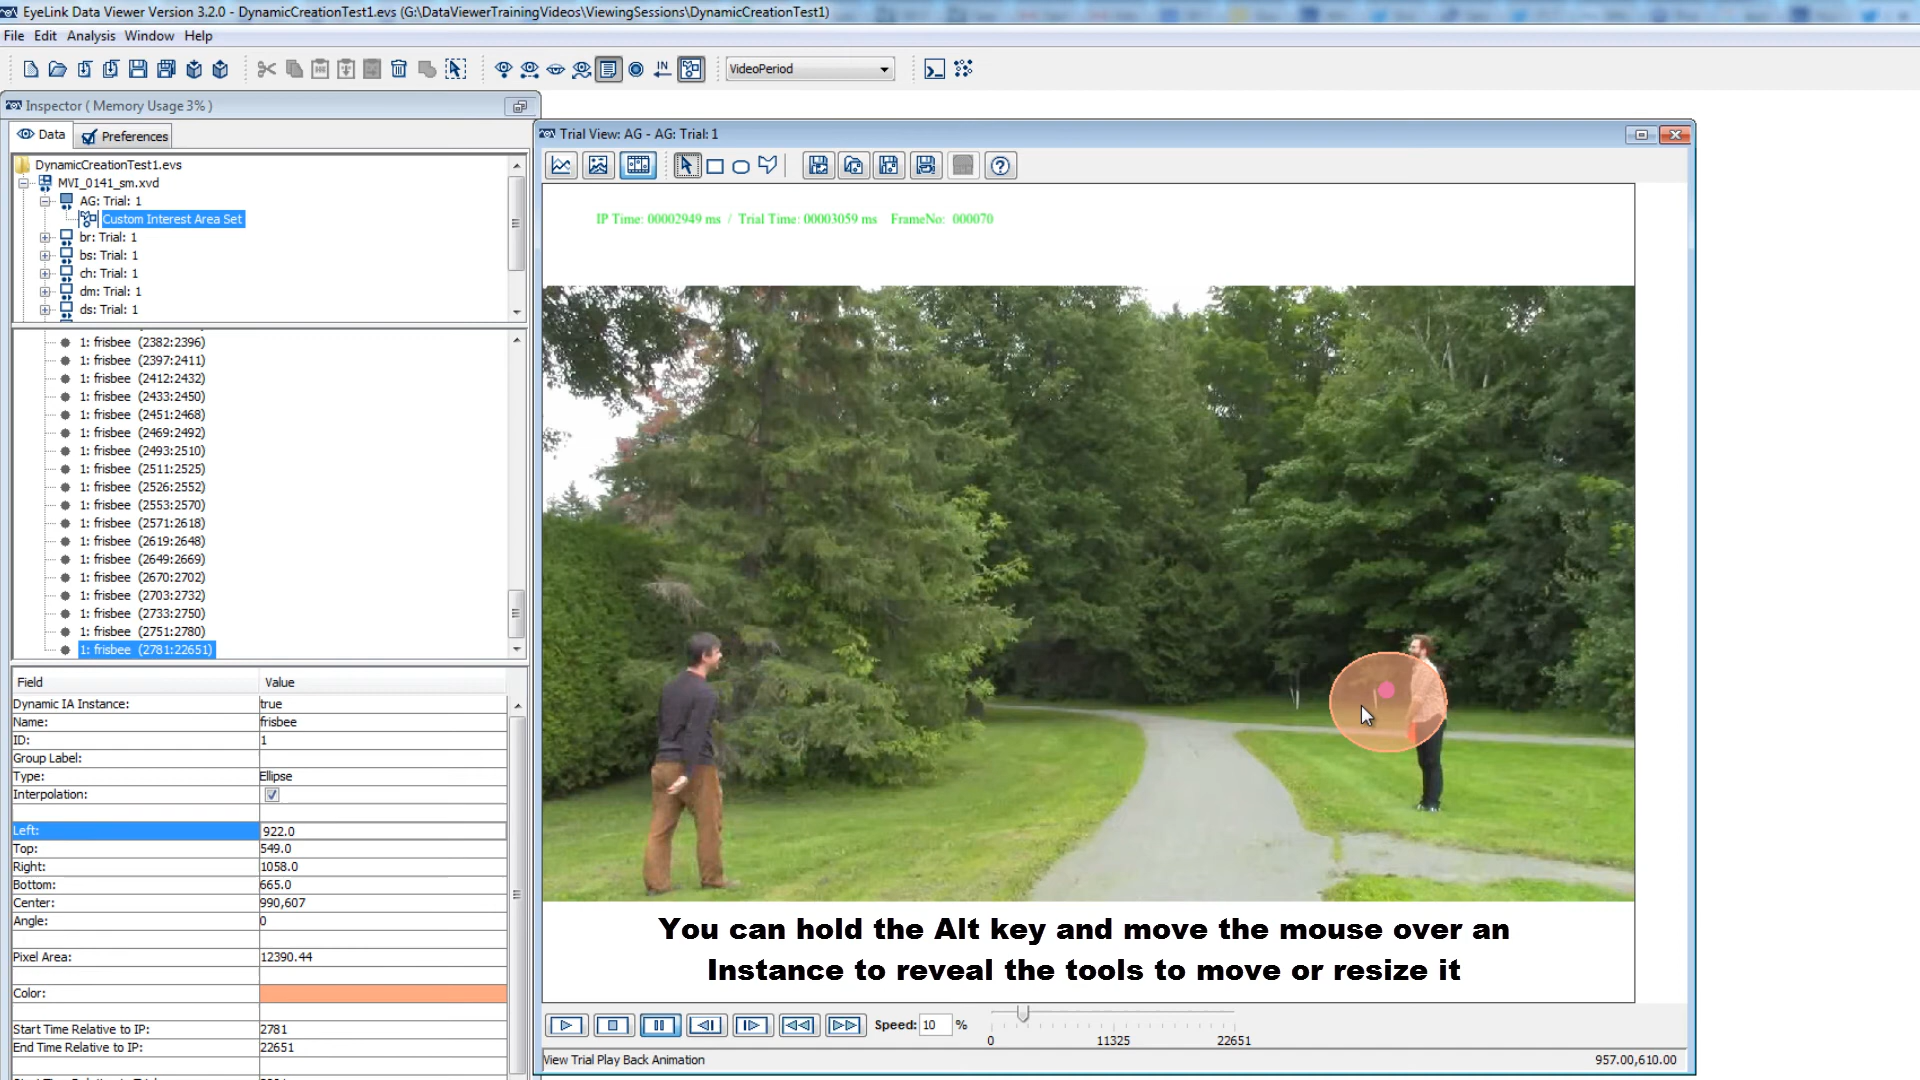 EyeLink Data Viewer Version 3.2.0 - DynamicCreationTest1.evs (G:\DataViewerTrainingVideos\ViewingSessions\DynamicCreationTest1)
File Edit Analysis Window Help
IN
VideoPeriod
Inspector ( Memory Usage 3% )
Data Preferences
DynamicCreationTest1.evs
MVI_0141_sm.xvd
AG: Trial: 1
Custom Interest Area Set
br: Trial: 1
bs: Trial: 1
ch: Trial: 1
dm: Trial: 1
ds: Trial: 1
1: frisbee (2382:2396)
1: frisbee (2397:2411)
1: frisbee (2412:2432)
1: frisbee (2433:2450)
1: frisbee (2451:2468)
1: frisbee (2469:2492)
1: frisbee (2493:2510)
1: frisbee (2511:2525)
1: frisbee (2526:2552)
1: frisbee (2553:2570)
1: frisbee (2571:2618)
1: frisbee (2619:2648)
1: frisbee (2649:2669)
1: frisbee (2670:2702)
1: frisbee (2703:2732)
1: frisbee (2733:2750)
1: frisbee (2751:2780)
1: frisbee (2781:22651)
Field Value
Dynamic IA Instance: true
Name: frisbee
ID: 1
Group Label:
Type: Ellipse
Interpolation:
Left: 922.0
Top: 549.0
Right: 1058.0
Bottom: 665.0
Center: 990,607
Angle: 0
Pixel Area: 12390.44
Color:
Start Time Relative to IP: 2781
End Time Relative to IP: 22651
Trial View: AG - AG: Trial: 1
IP Time: 00002949 ms / Trial Time: 00003059 ms FrameNo: 000070
You can hold the Alt key and move the mouse over an
Instance to reveal the tools to move or resize it
Speed: 10 %
0 11325 22651
View Trial Play Back Animation 957.00,610.00